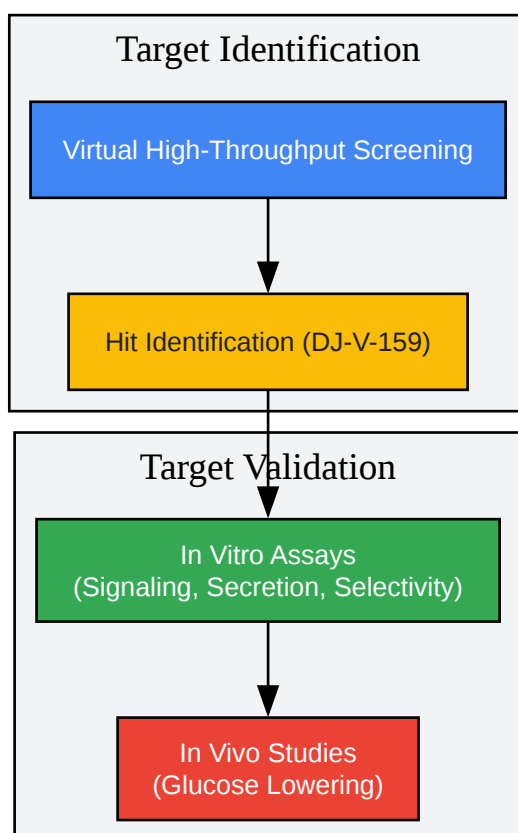 Target Identification
Virtual High-Throughput Screening
Hit Identification (DJ-V-159)
Target Validation
In Vitro Assays
(Signaling, Secretion, Selectivity)
In Vivo Studies
(Glucose Lowering)